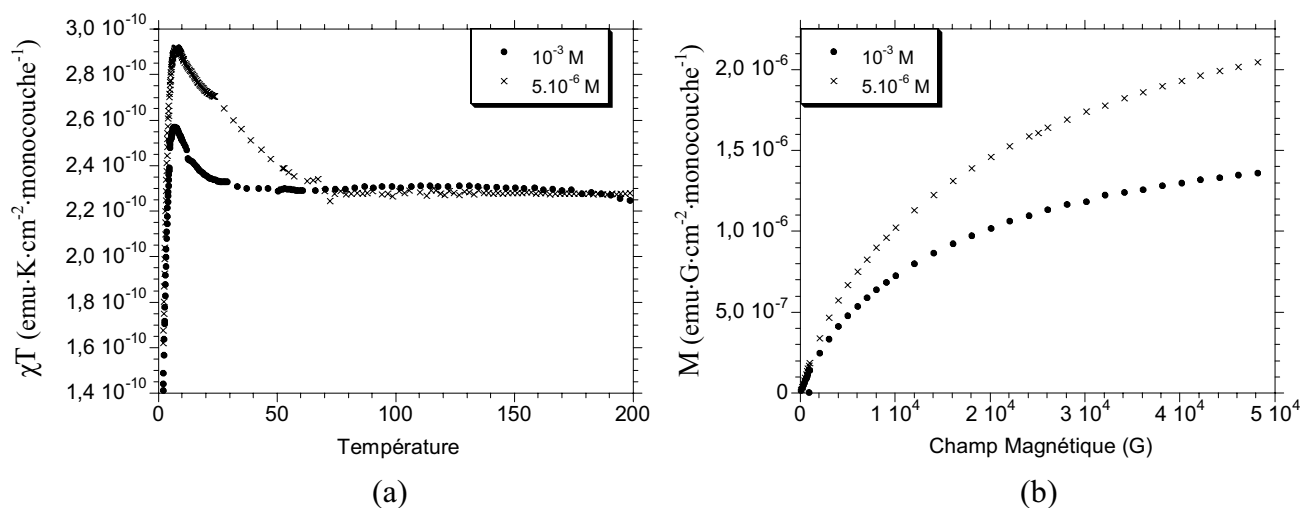 χT (emu·K·cm⁻²·monocouche⁻¹)
3,0 10⁻¹⁰
2,8 10⁻¹⁰
2,6 10⁻¹⁰
2,4 10⁻¹⁰
2,2 10⁻¹⁰
2,0 10⁻¹⁰
1,8 10⁻¹⁰
1,6 10⁻¹⁰
1,4 10⁻¹⁰
10⁻³ M
5.10⁻⁶ M
0 50 100 150 200
Température
(a)
M (emu·G·cm⁻²·monocouche⁻¹)
2,0 10⁻⁶
1,5 10⁻⁶
1,0 10⁻⁶
5,0 10⁻⁷
0
10⁻³ M
5.10⁻⁶ M
0 1 10⁴ 2 10⁴ 3 10⁴ 4 10⁴ 5 10⁴
Champ Magnétique (G)
(b)